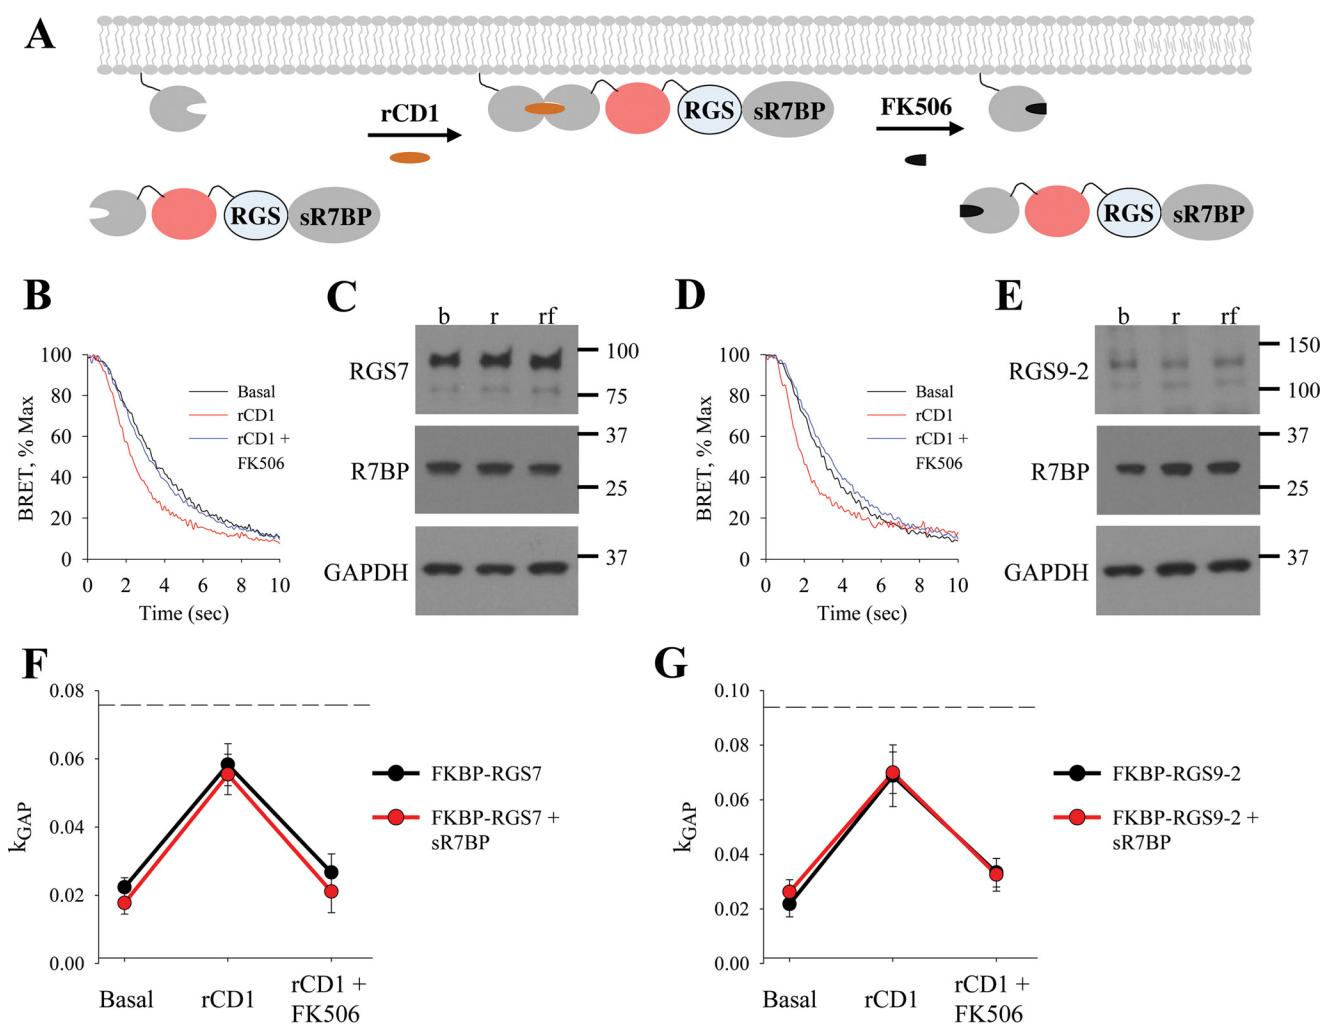 A
rCD1
FK506
RGS sR7BP
RGS sR7BP
RGS sR7BP
B
BRET, % Max
100
80
60
40
20
0
0 2 4 6 8 10
Time (sec)
Basal
rCD1
rCD1 +
FK506
C
b r rf
RGS7
100
75
R7BP
37
25
GAPDH
37
D
BRET, % Max
100
80
60
40
20
0
0 2 4 6 8 10
Time (sec)
Basal
rCD1
rCD1 +
FK506
E
b r rf
RGS9-2
150
100
R7BP
37
25
GAPDH
37
F
kGAP
0.08
0.06
0.04
0.02
0.00
Basal rCD1 rCD1 +
FK506
FKBP-RGS7
FKBP-RGS7 +
sR7BP
G
kGAP
0.10
0.08
0.06
0.04
0.02
0.00
Basal rCD1 rCD1 +
FK506
FKBP-RGS9-2
FKBP-RGS9-2 +
sR7BP